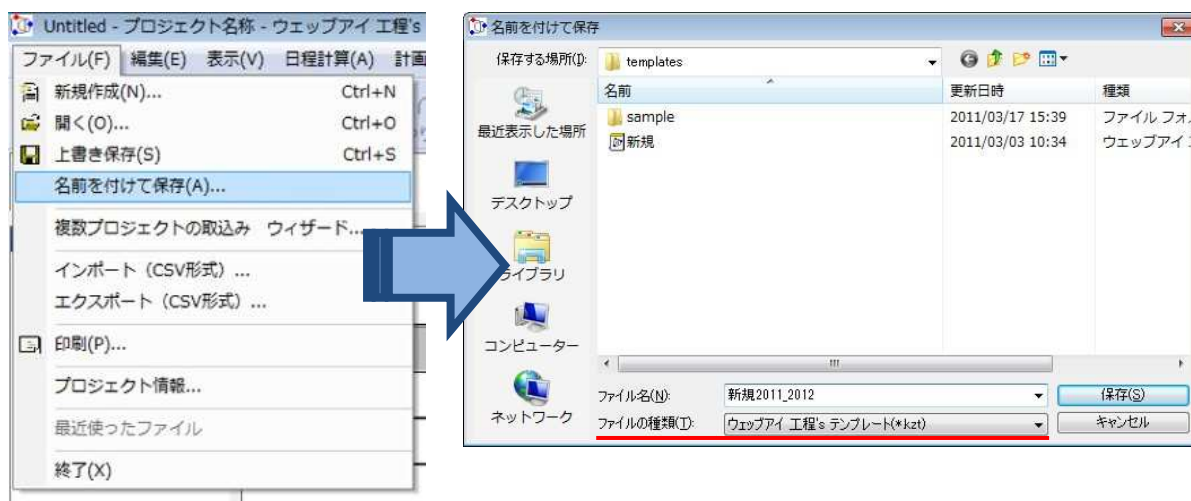 Untitled - プロジェクト名称 - ウェッブアイ 工程's
ファイル(F) 編集(E) 表示(V) 日程計算(A) 計画
新規作成(N)... Ctrl+N
開く(O)... Ctrl+O
上書き保存(S) Ctrl+S
名前を付けて保存(A)...
複数プロジェクトの取込み ウィザード...
インポート (CSV形式) ...
エクスポート (CSV形式) ...
印刷(P)...
プロジェクト情報...
最近使ったファイル
終了(X)
名前を付けて保存
保存する場所(I): templates
名前 更新日時 種類
sample 2011/03/17 15:39 ファイル フォ
新規 2011/03/03 10:34 ウェッブアイ
最近表示した場所
デスクトップ
ライブラリ
コンピューター
ネットワーク
ファイル名(N): 新規2011_2012 保存(S)
ファイルの種類(T): ウェッブアイ 工程's テンプレート(*kzt) キャンセル